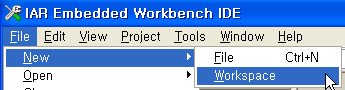 IAR Embedded Workbench IDE
File Edit View Project Tools Window Help
New File Ctrl+N
Open Workspace